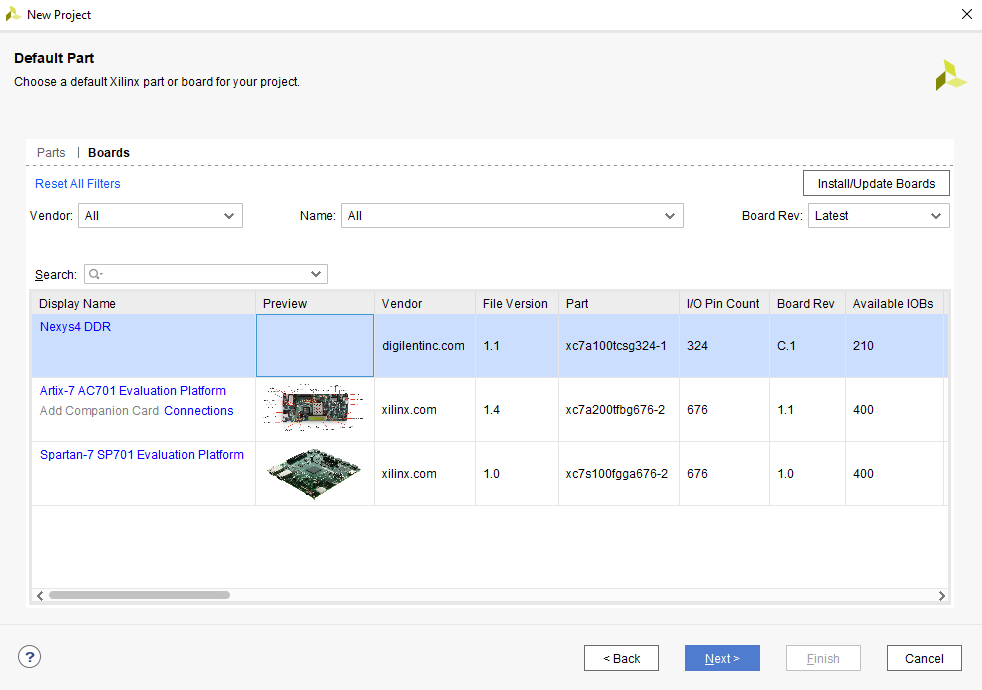 New Project
Default Part
Choose a default Xilinx part or board for your project.
Parts | Boards
Reset All Filters
Install/Update Boards
Vendor: All Name: All Board Rev: Latest
Search:
Display Name Preview Vendor File Version Part I/O Pin Count Board Rev Available IOBs
Nexys4 DDR digilentinc.com 1.1 xc7a100tcsg324-1 324 C.1 210
Artix-7 AC701 Evaluation Platform
Add Companion Card Connections xilinx.com 1.4 xc7a200tfbg676-2 676 1.1 400
Spartan-7 SP701 Evaluation Platform xilinx.com 1.0 xc7s100fgga676-2 676 1.0 400
?
< Back Next > Finish Cancel